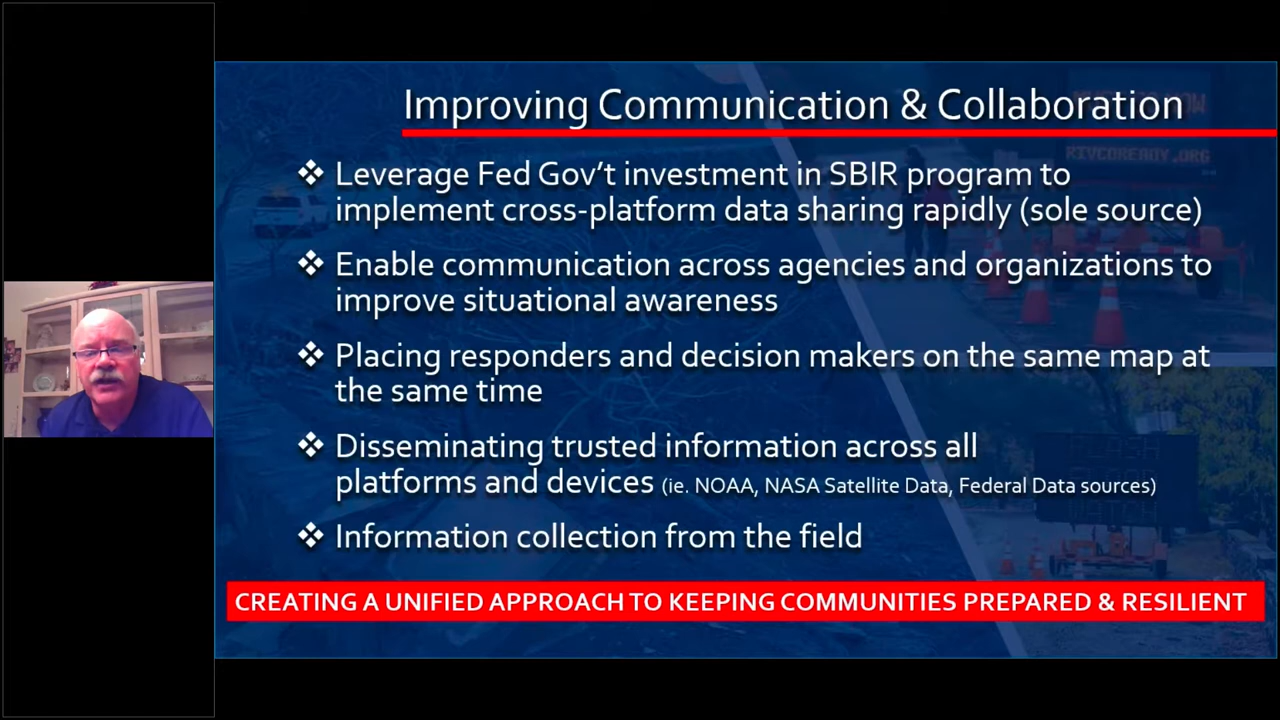 Improving Communication & Collaboration
RIVCOREADY.ORG
❖ Leverage Fed Gov’t investment in SBIR program to
implement cross-platform data sharing rapidly (sole source)
❖ Enable communication across agencies and organizations to
improve situational awareness
❖ Placing responders and decision makers on the same map at
the same time
❖ Disseminating trusted information across all
platforms and devices (ie. NOAA, NASA Satellite Data, Federal Data sources)
❖ Information collection from the field
CREATING A UNIFIED APPROACH TO KEEPING COMMUNITIES PREPARED & RESILIENT